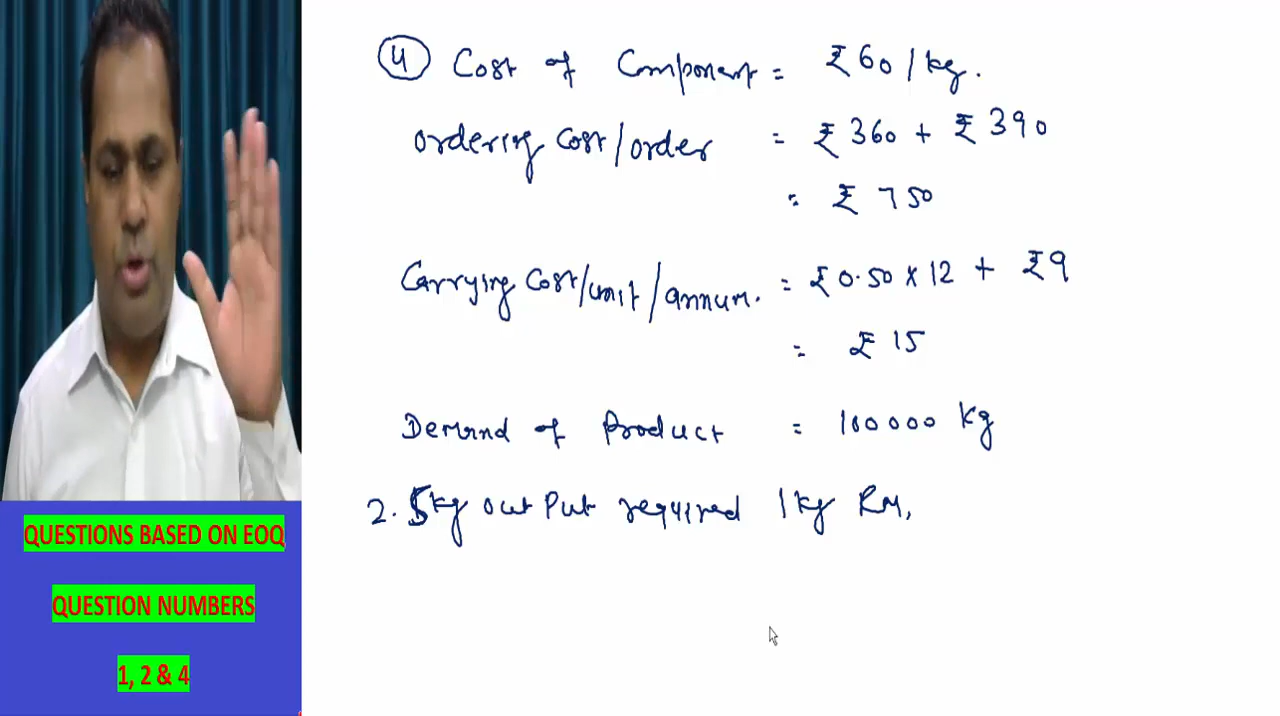 4 Cost of Component = ₹60/kg.
Ordering Cost/order = ₹360 + ₹390
= ₹ 750
Carrying Cost/unit/annum. = ₹0.50 × 12 + ₹9
= ₹ 15
Demand of Product = 100000 kg
2.5kg output required 1kg RM,
QUESTIONS BASED ON EOQ
QUESTION NUMBERS
1, 2 & 4